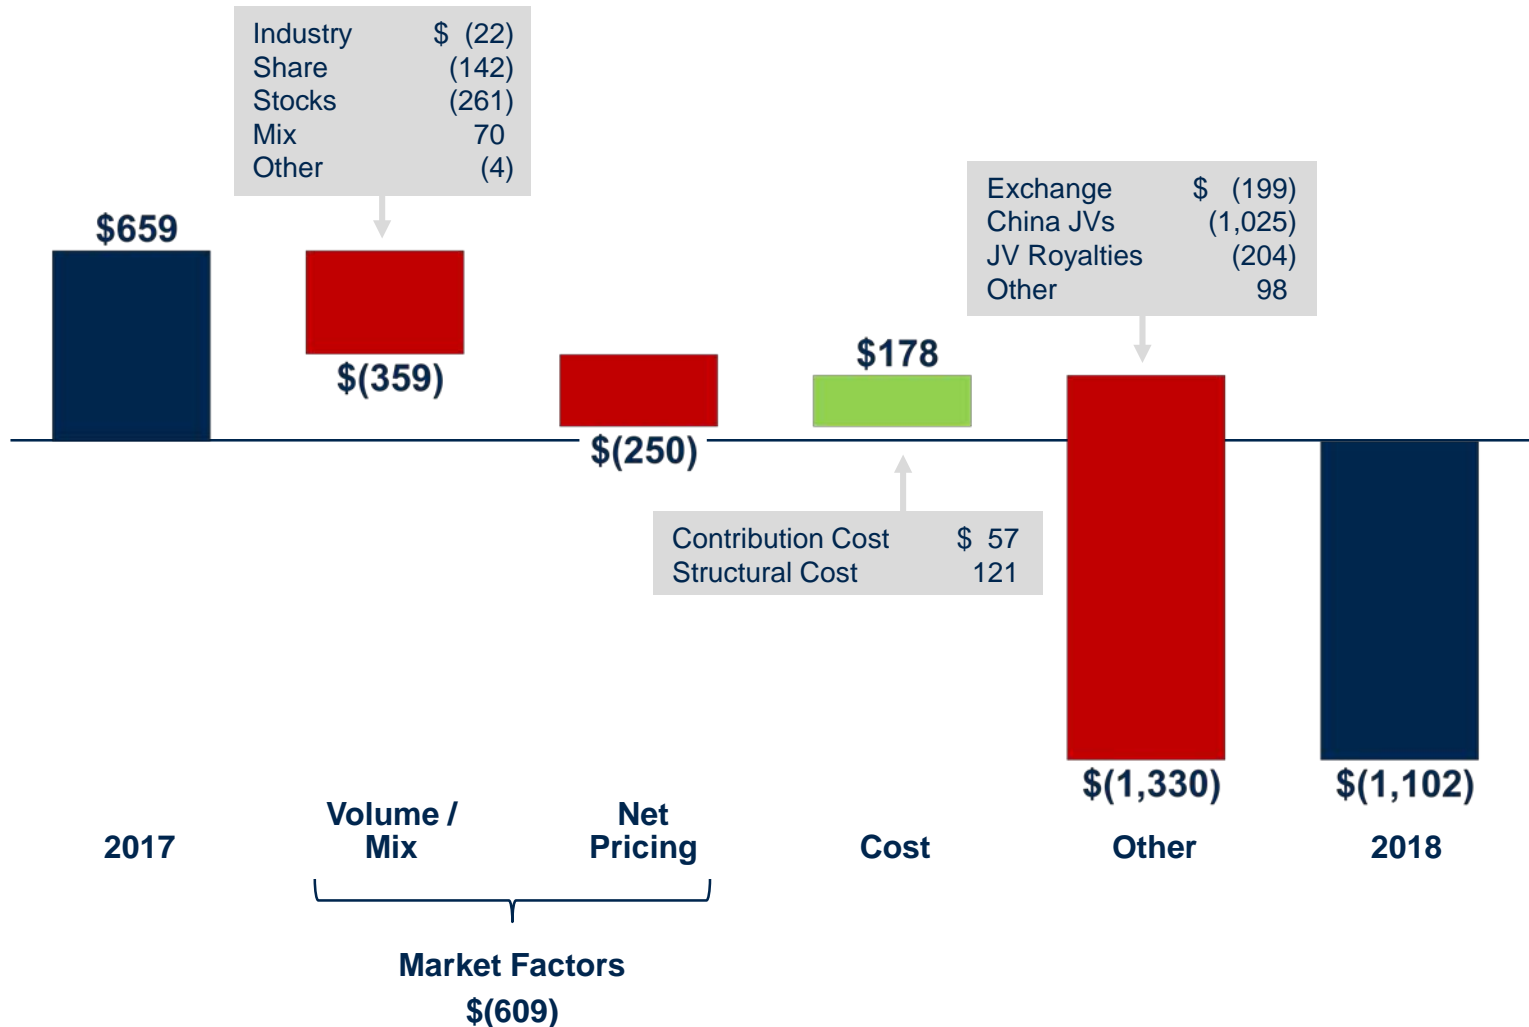 Industry $ (22)
Share (142)
Stocks (261)
Mix 70
Other (4)
Exchange $ (199)
China JVs (1,025)
JV Royalties (204)
Other 98
$659
$(359)
$(250)
$178
Contribution Cost $ 57
Structural Cost 121
$(1,330)
$(1,102)
2017
Volume /
Mix
Net
Pricing
Cost
Other
2018
Market Factors
$(609)